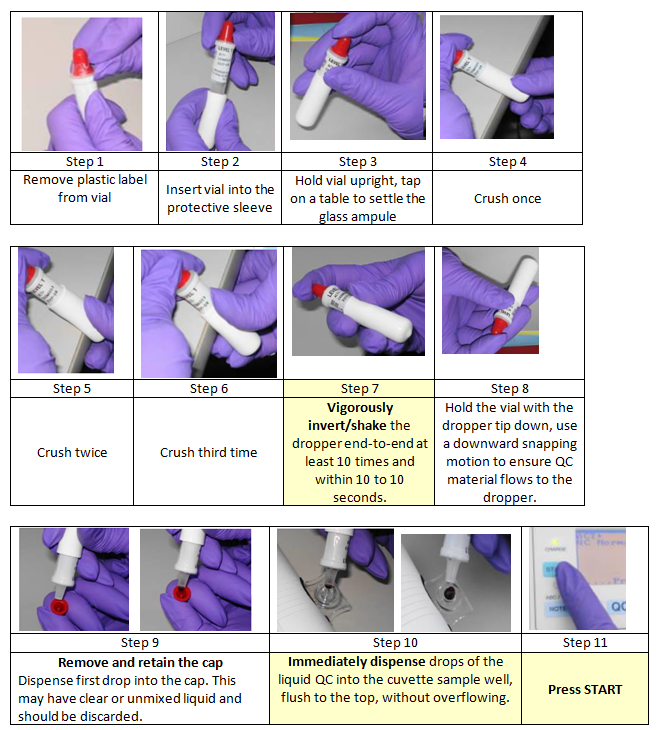 LEVEL 1
Step 1
Step 2
Step 3
Step 4
Remove plastic label
from vial
Insert vial into the
protective sleeve
Hold vial upright, tap
on a table to settle the
glass ampule
Crush once
Step 5
Step 6
Step 7
Step 8
Crush twice
Crush third time
Vigorously
invert/shake the
dropper end-to-end at
least 10 times and
within 10 to 10
seconds.
Hold the vial with the
dropper tip down, use
a downward snapping
motion to ensure QC
material flows to the
dropper.
CHARGE
QC
Step 9
Step 10
Step 11
Remove and retain the cap
Dispense first drop into the cap. This
may have clear or unmixed liquid and
should be discarded.
Immediately dispense drops of the
liquid QC into the cuvette sample well,
flush to the top, without overflowing.
Press START